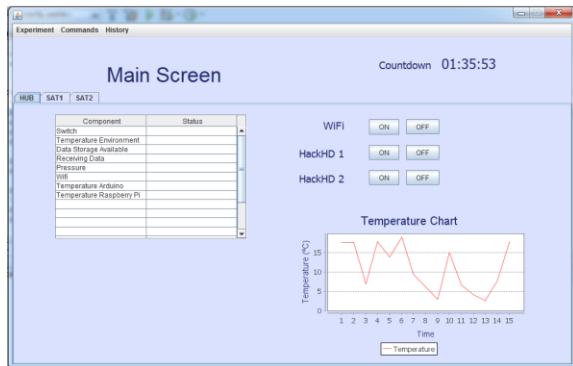 Experiment Commands History
Main Screen
Countdown 01:35:53
HUB SAT1 SAT2
Component Status
Switch
Temperature Environment
Data Storage Available
Receiving Data
Pressure
Wifi
Temperature Arduino
Temperature Raspberry Pi
WiFi ON OFF
HackHD 1 ON OFF
HackHD 2 ON OFF
Temperature Chart
Temperature (ºC)
15
10
5
0
1 2 3 4 5 6 7 8 9 10 11 12 13 14 15
Time
Temperature